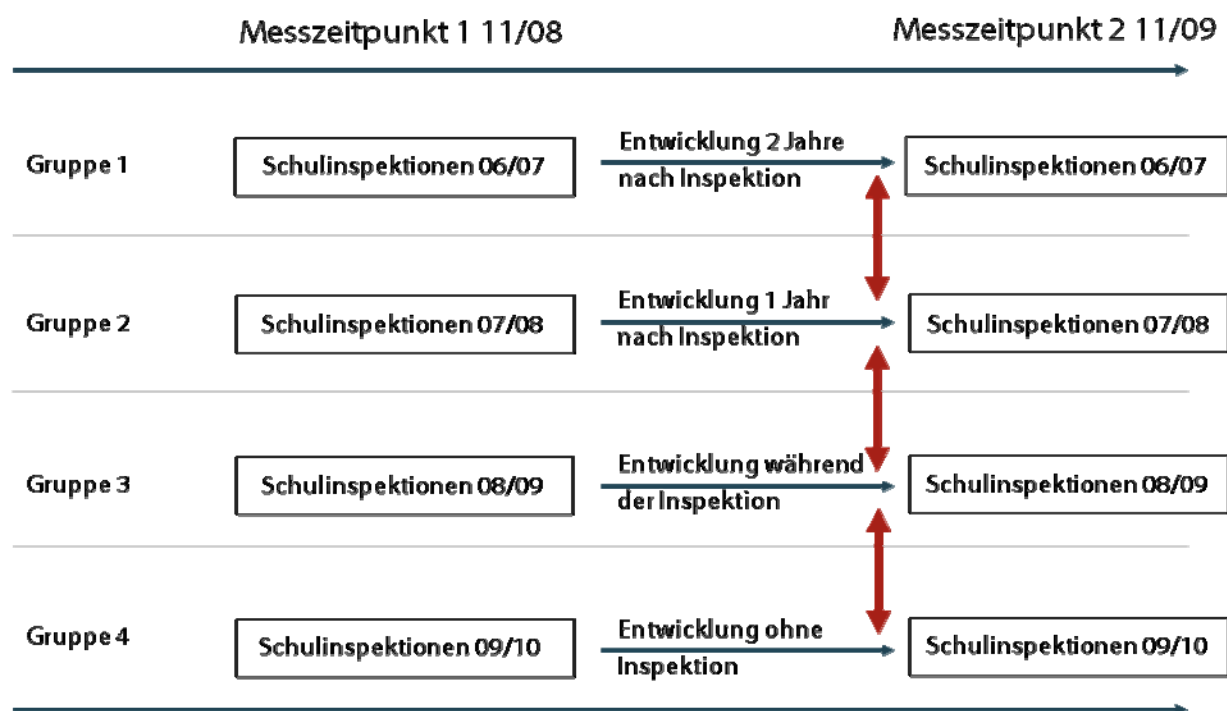 Messzeitpunkt 1 11/08
Messzeitpunkt 2 11/09
Gruppe 1
Schulinspektionen 06/07
Entwicklung 2 Jahre
nach Inspektion
Schulinspektionen 06/07
Gruppe 2
Schulinspektionen 07/08
Entwicklung 1 Jahr
nach Inspektion
Schulinspektionen 07/08
Gruppe 3
Schulinspektionen 08/09
Entwicklung während
der Inspektion
Schulinspektionen 08/09
Gruppe 4
Schulinspektionen 09/10
Entwicklung ohne
Inspektion
Schulinspektionen 09/10